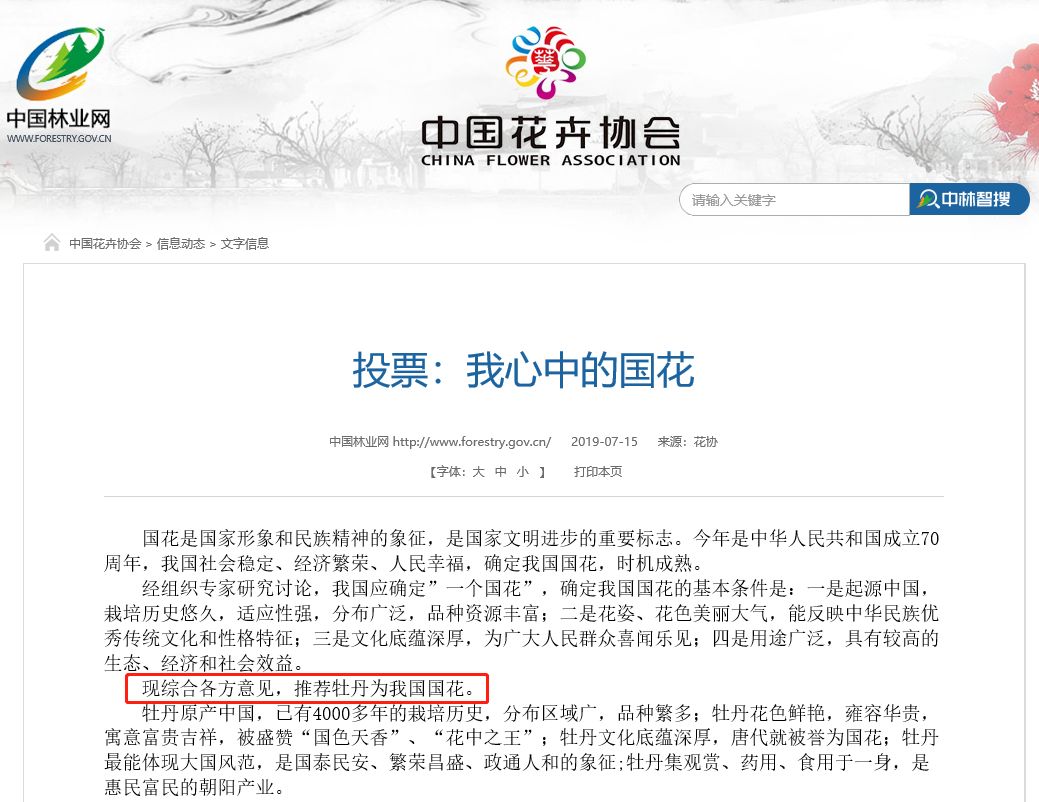 中国林业网
WWW.FORESTRY.GOV.CN
華
中国花卉协会
CHINA FLOWER ASSOCIATION
请输入关键字
中林智搜
中国花卉协会 > 信息动态 > 文字信息
投票：我心中的国花
中国林业网 http://www.forestry.gov.cn/ 2019-07-15 来源：花协
【字体：大 中 小 】 打印本页
国花是国家形象和民族精神的象征，是国家文明进步的重要标志。今年是中华人民共和国成立70
周年，我国社会稳定、经济繁荣、人民幸福，确定我国国花，时机成熟。
经组织专家研究讨论，我国应确定”一个国花”，确定我国国花的基本条件是：一是起源中国，
栽培历史悠久，适应性强，分布广泛，品种资源丰富；二是花姿、花色美丽大气，能反映中华民族优
秀传统文化和性格特征；三是文化底蕴深厚，为广大人民群众喜闻乐见；四是用途广泛，具有较高的
生态、经济和社会效益。
现综合各方意见，推荐牡丹为我国国花。
牡丹原产中国，已有4000多年的栽培历史，分布区域广，品种繁多；牡丹花色鲜艳，雍容华贵，
寓意富贵吉祥，被盛赞“国色天香”、“花中之王”；牡丹文化底蕴深厚，唐代就被誉为国花；牡丹
最能体现大国风范，是国泰民安、繁荣昌盛、政通人和的象征;牡丹集观赏、药用、食用于一身，是
惠民富民的朝阳产业。